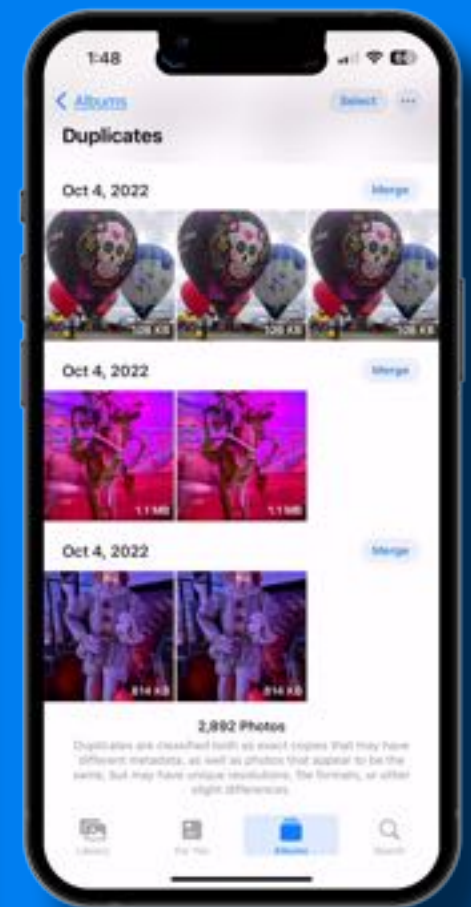 1:48
Albums
Select
Duplicates
Oct 4, 2022
Merge
108 KB 108 KB 108 KB
Oct 4, 2022
Merge
1.1 MB 1.1 MB
Oct 4, 2022
Merge
814 KB 814 KB
2,892 Photos
Duplicates are classified both as exact copies that may have
different metadata, as well as photos that appear to be the
same, but may have unique resolutions, file formats, or other
slight differences.
Library For You Albums Search